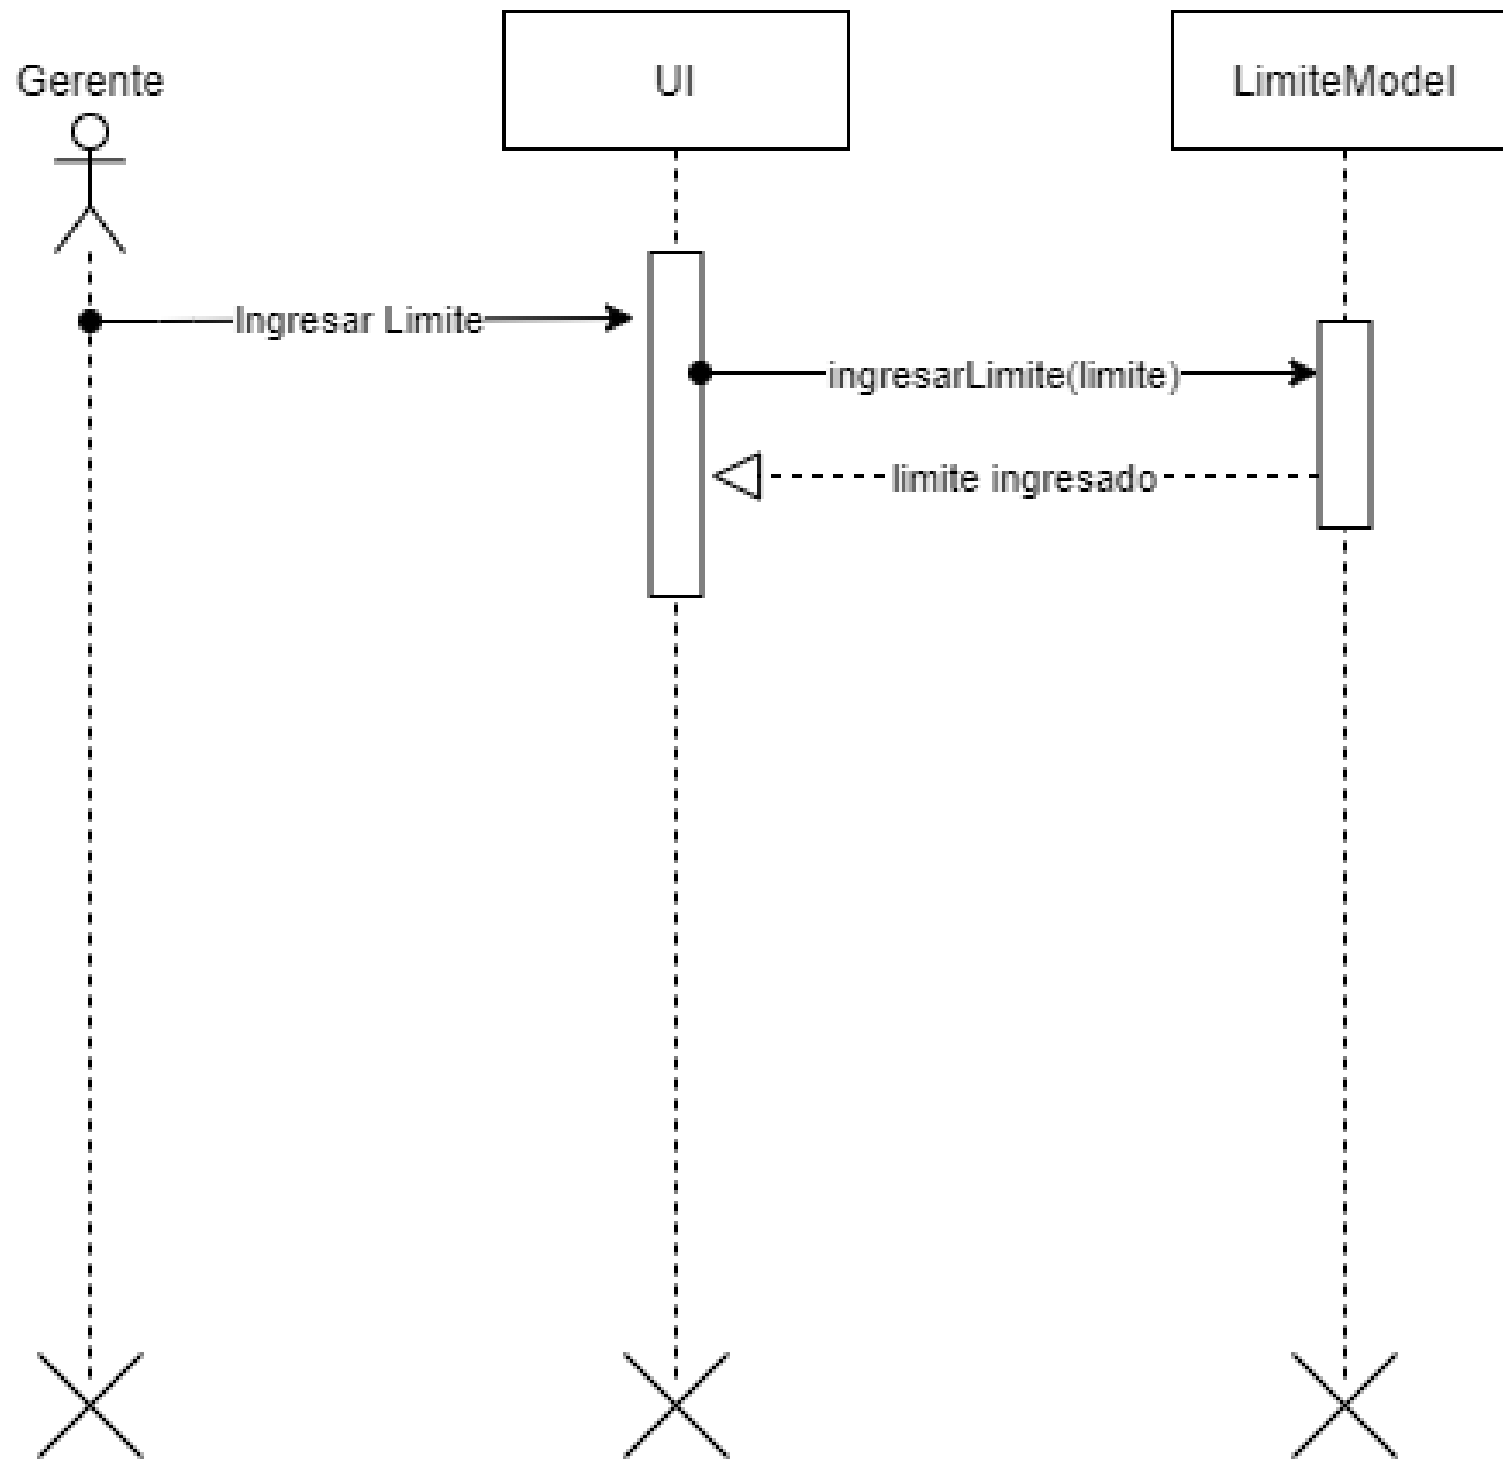 Gerente
UI
LimiteModel
Ingresar Limite
ingresarLimite(limite)
limite ingresado